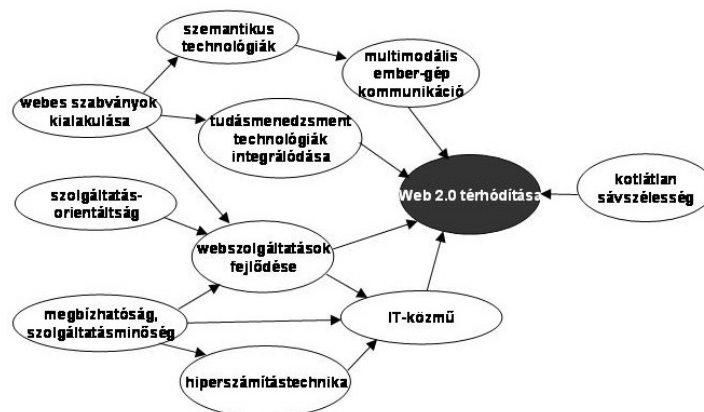 szemantikus
technológiák
multimodális
ember-gép
kommunikáció
webes szabványok
kialakulása
tudásmenedzsment
technológiák
integrálódása
Web 2.0 térhódítása
kotlátlan
sávszélesség
szolgáltatás-
orientáltság
webszolgáltatások
fejlődése
megbízhatóság,
szolgáltatásminőség
IT-közmű
hiperszámítástechnika